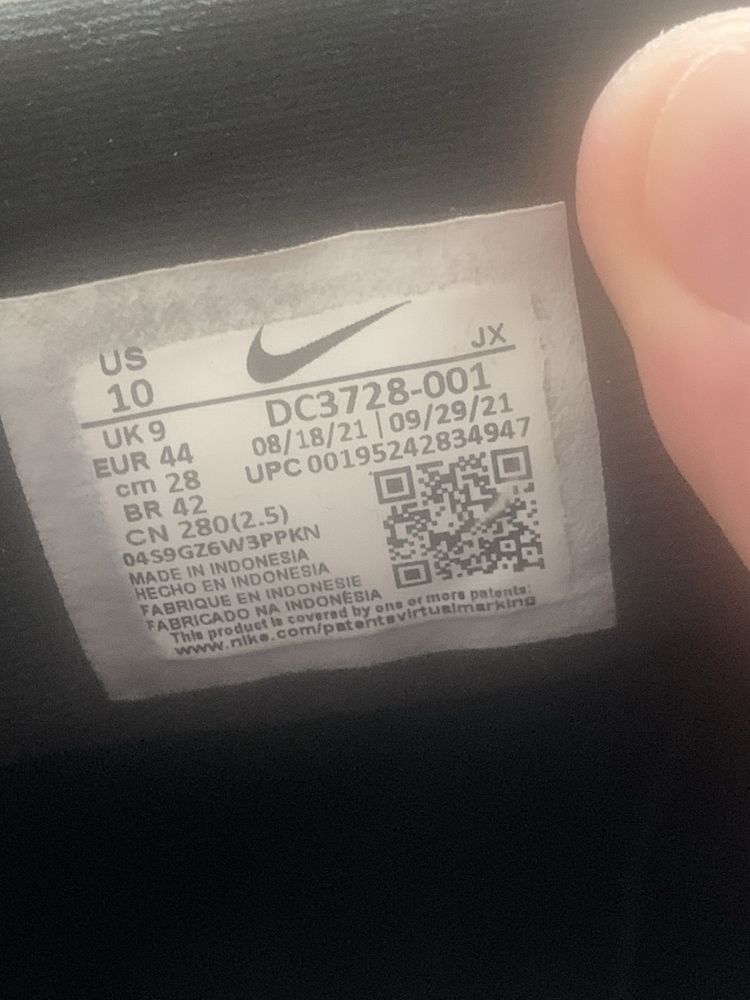 US
10
JX
UK 9
EUR 44
cm 28
BR 42
CN 280(2.5)
DC3728-001
08/18/21 | 09/29/21
UPC 00195242834947
04S9GZ6W3PPKN
MADE IN INDONESIA
HECHO EN INDONESIA
FABRIQUE EN INDONESIE
FABRICADO NA INDONÉSIA
This product is covered by one or more patents:
www.nike.com/patentsvirtualmarking